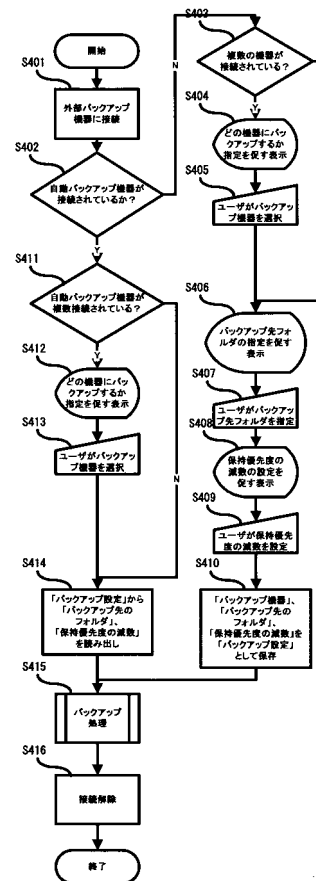 開始
S401
外部バックアップ
機器に接続
S402
自動バックアップ機器が
接続されているか？
N
Y
S403
複数の機器が
接続されている？
Y
S404
どの機器にバッ
クアップするか
指定を促す表示
S405
ユーザがバックアッ
プ機器を選択
S411
自動バックアップ機器が
複数接続されている？
Y
N
S412
どの機器にバッ
クアップするか
指定を促す表示
S413
ユーザがバックアッ
プ機器を選択
S406
バックアップ先フォ
ルダの指定を促す
表示
S407
ユーザがバックアッ
プ先フォルダを指定
S408
保持優先度の
減数の設定を
促す表示
S409
ユーザが保持優先
度の減数を設定
S414
「バックアップ設定」から
「バックアップ先の
フォルダ」、
「保持優先度の減数」
を読み出し
S410
「バックアップ機器」、
「バックアップ先の
フォルダ」、
「保持優先度の減数」を
「バックアップ設定」
として保存
S415
バックアップ
処理
S416
接続解除
終了